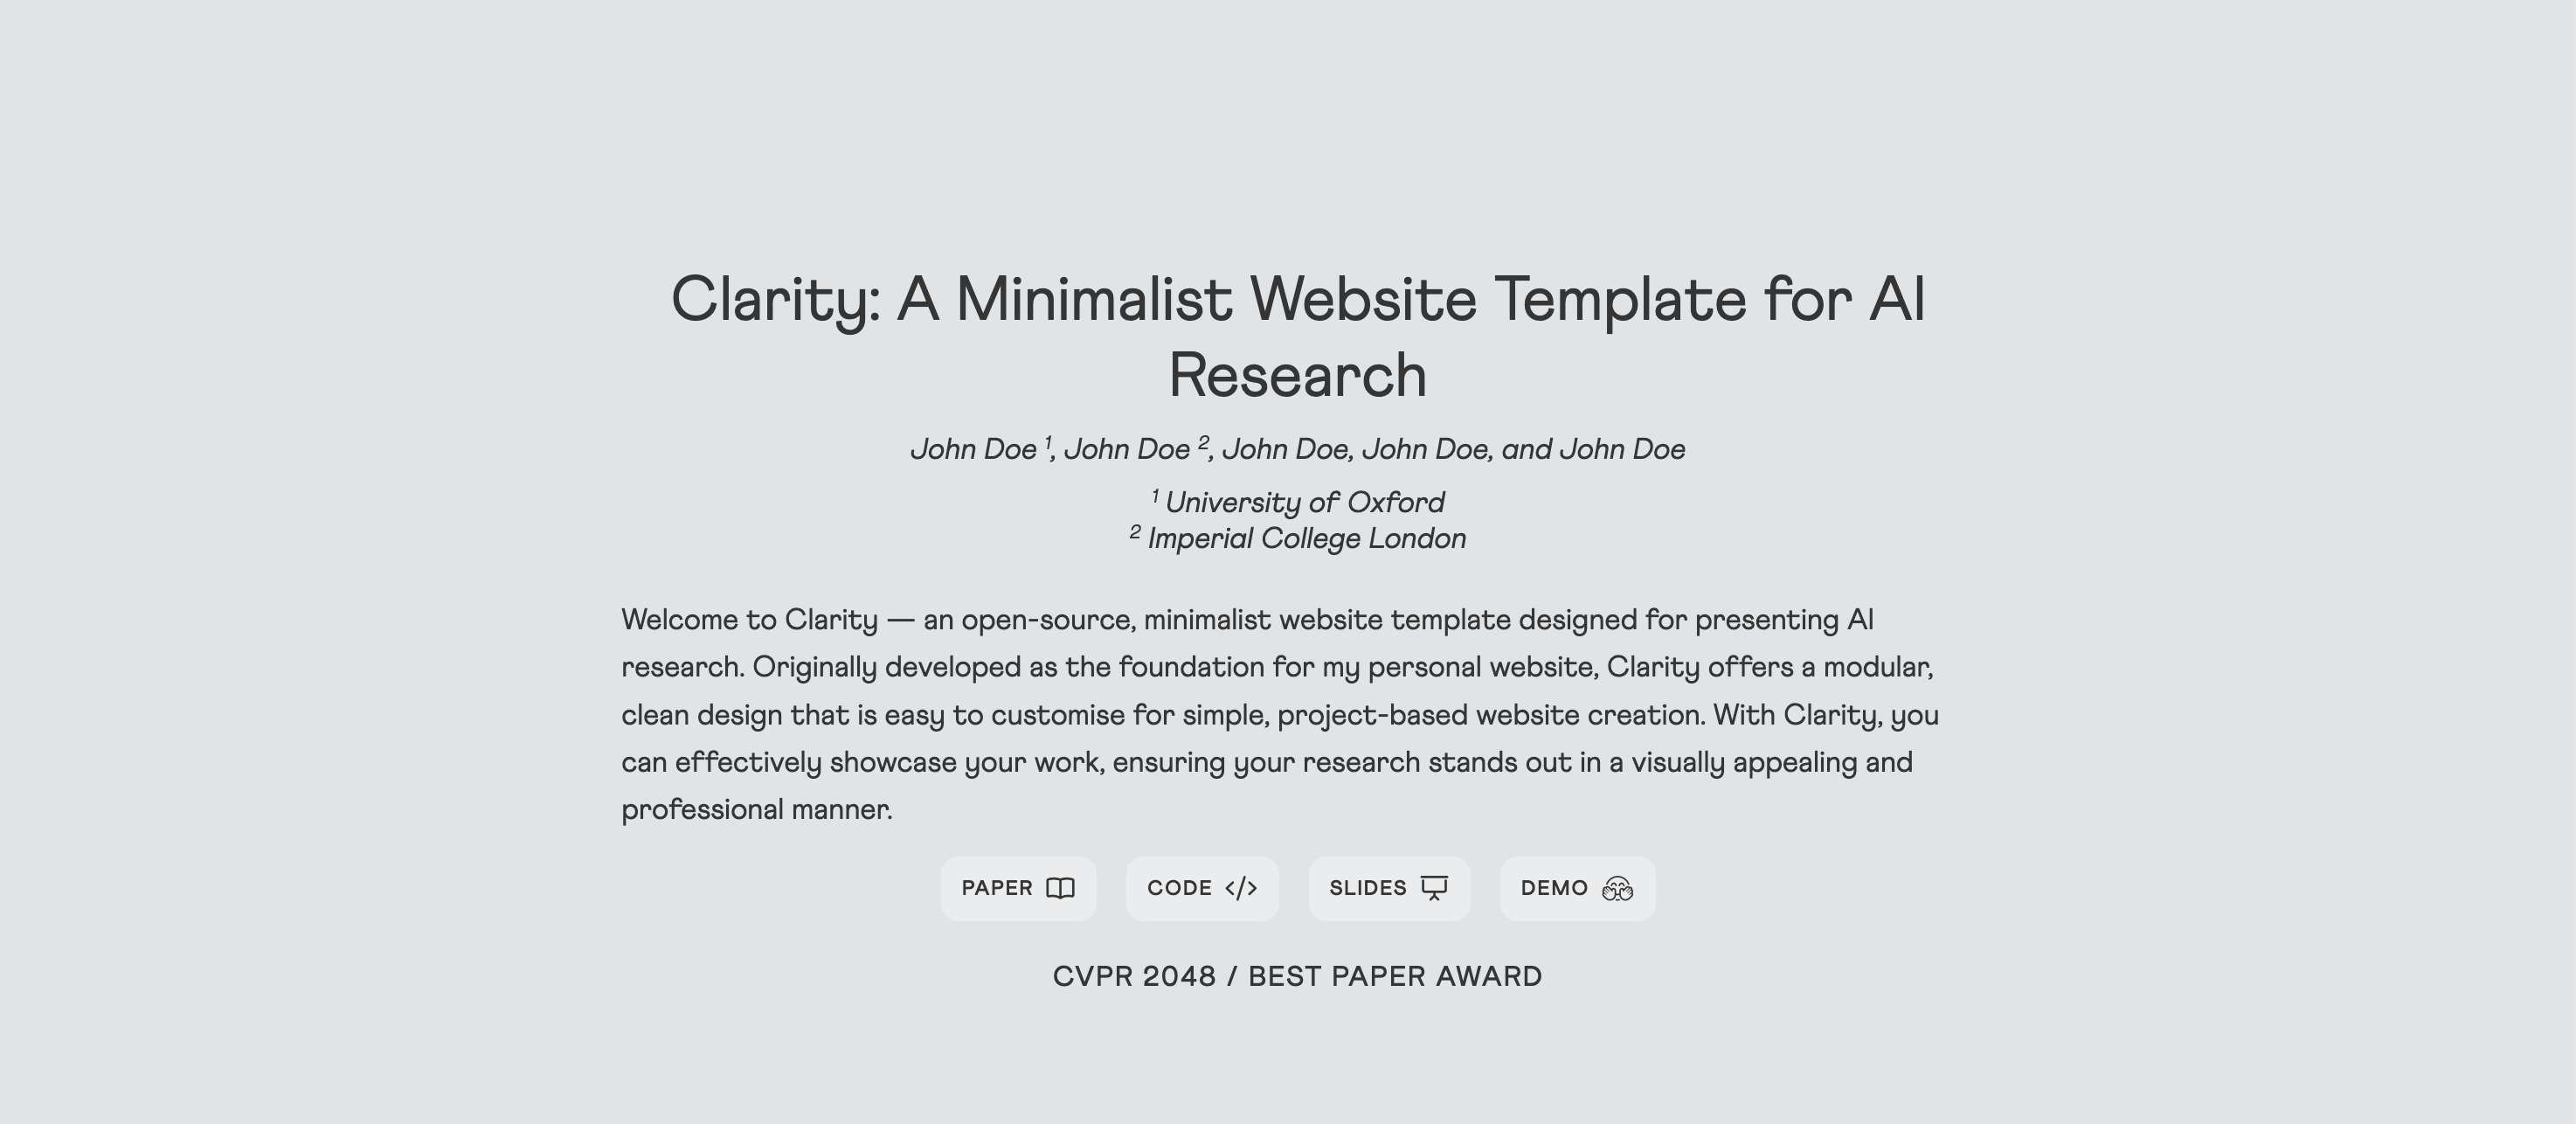 Clarity: A Minimalist Website Template for AI
Research
John Doe ¹, John Doe ², John Doe, John Doe, and John Doe
¹ University of Oxford
² Imperial College London
Welcome to Clarity — an open-source, minimalist website template designed for presenting AI
research. Originally developed as the foundation for my personal website, Clarity offers a modular,
clean design that is easy to customise for simple, project-based website creation. With Clarity, you
can effectively showcase your work, ensuring your research stands out in a visually appealing and
professional manner.
PAPER CODE </> SLIDES DEMO
CVPR 2048 / BEST PAPER AWARD